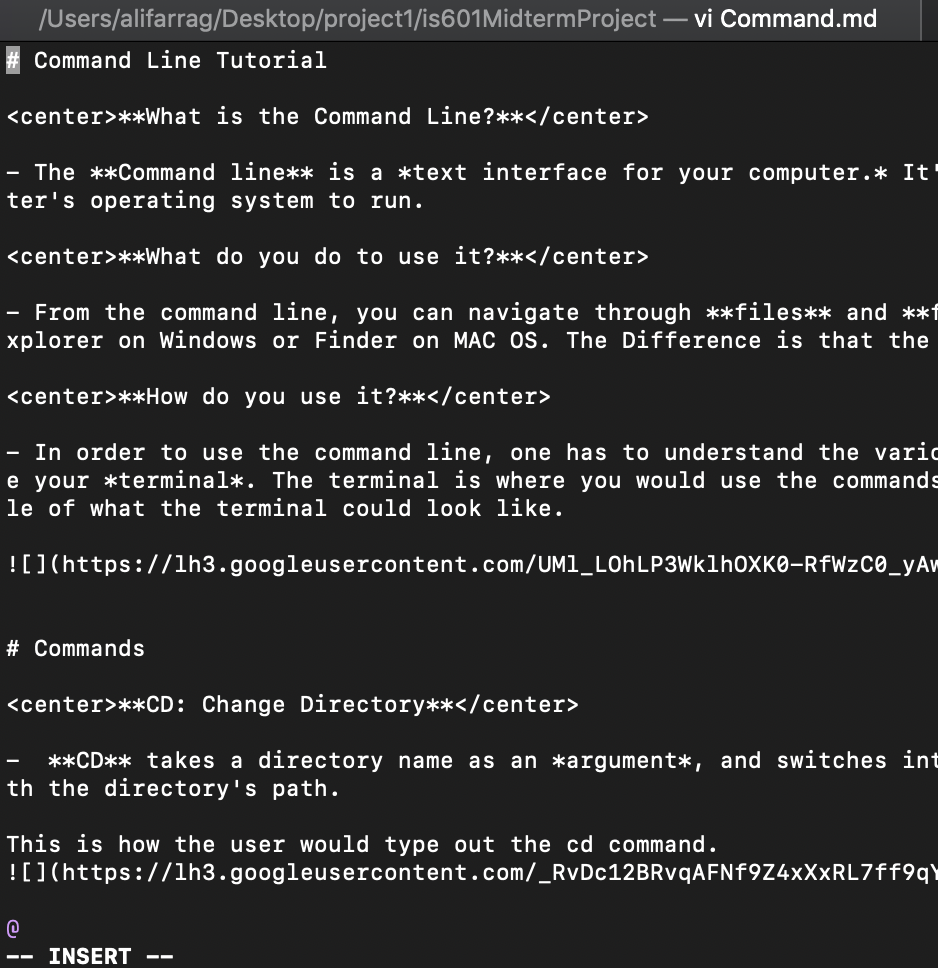 /Users/alifarrag/Desktop/project1/is601MidtermProject — vi Command.md
# Command Line Tutorial
<center>**What is the Command Line?**</center>
- The **Command line** is a *text interface for your computer.* It'
ter's operating system to run.
<center>**What do you do to use it?**</center>
- From the command line, you can navigate through **files** and **f
xplorer on Windows or Finder on MAC OS. The Difference is that the
<center>**How do you use it?**</center>
- In order to use the command line, one has to understand the vario
e your *terminal*. The terminal is where you would use the commands
le of what the terminal could look like.
![](https://lh3.googleusercontent.com/UMl_LOhLP3WklhOXK0-RfWzC0_yAw
# Commands
<center>**CD: Change Directory**</center>
-  **CD** takes a directory name as an *argument*, and switches int
th the directory's path.
This is how the user would type out the cd command.
![](https://lh3.googleusercontent.com/_RvDc12BRvqAFNf9Z4xXxRL7ff9qY
@
-- INSERT --